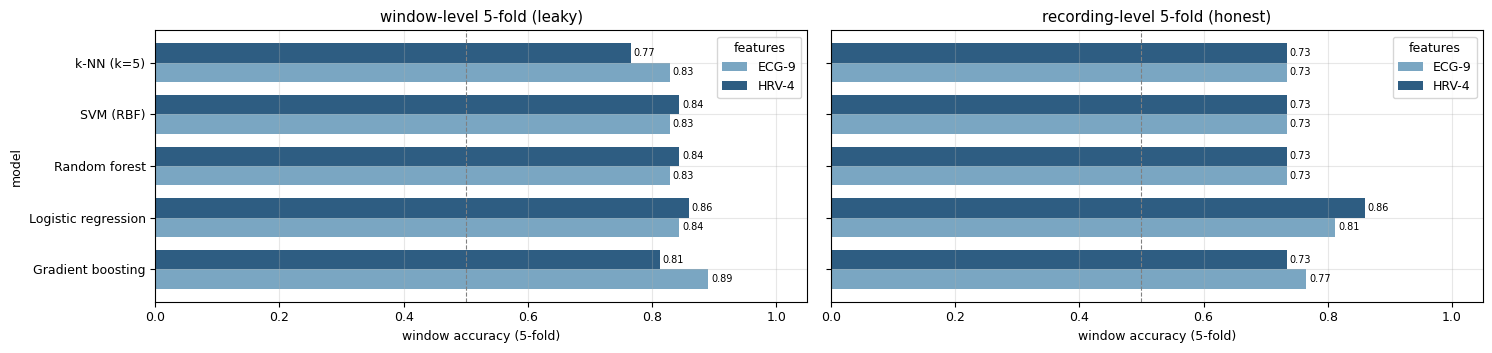 window-level 5-fold (leaky)
model
k-NN (k=5)
SVM (RBF)
Random forest
Logistic regression
Gradient boosting
0.77
0.83
0.84
0.83
0.84
0.83
0.86
0.84
0.81
0.89
features
ECG-9
HRV-4
0.0 0.2 0.4 0.6 0.8 1.0
window accuracy (5-fold)
recording-level 5-fold (honest)
0.73
0.73
0.73
0.73
0.73
0.73
0.86
0.81
0.73
0.77
features
ECG-9
HRV-4
0.0 0.2 0.4 0.6 0.8 1.0
window accuracy (5-fold)